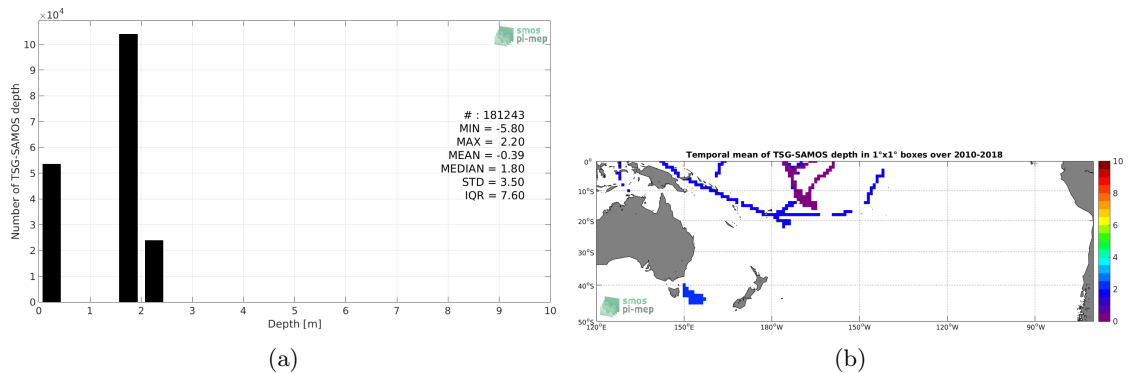 ×10⁴
10
9
8
7
6
5
4
3
2
1
0
Number of TSG-SAMOS depth
smos
pi-mep
# : 181243
MIN = -5.80
MAX = 2.20
MEAN = -0.39
MEDIAN = 1.80
STD = 3.50
IQR = 7.60
0 1 2 3 4 5 6 7 8 9 10
Depth [m]
(a)
Temporal mean of TSG-SAMOS depth in 1°x1° boxes over 2010-2018
0°
10°S
20°S
30°S
40°S
50°S
smos
pi-mep
120°E 150°E 180°W 150°W 120°W 90°W
10
8
6
4
2
0
(b)